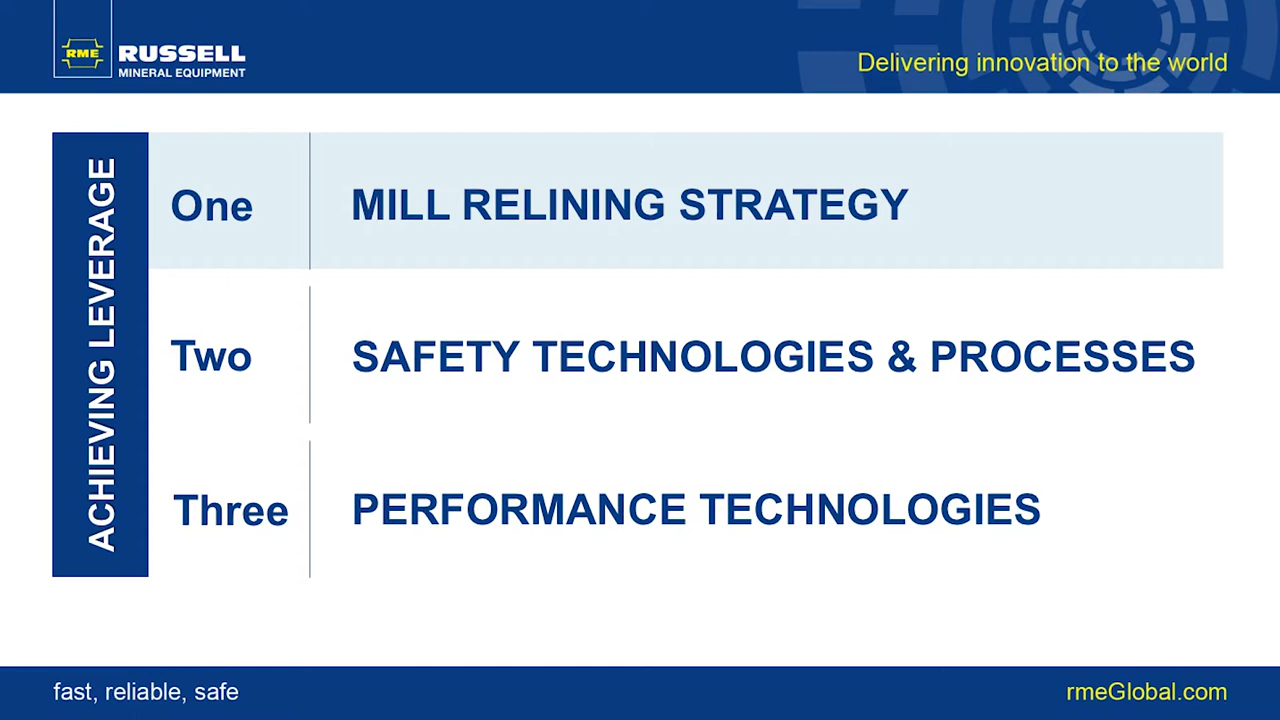 RME
RUSSELL
MINERAL EQUIPMENT
Delivering innovation to the world
ACHIEVING LEVERAGE
One
MILL RELINING STRATEGY
Two
SAFETY TECHNOLOGIES & PROCESSES
Three
PERFORMANCE TECHNOLOGIES
fast, reliable, safe
rmeGlobal.com